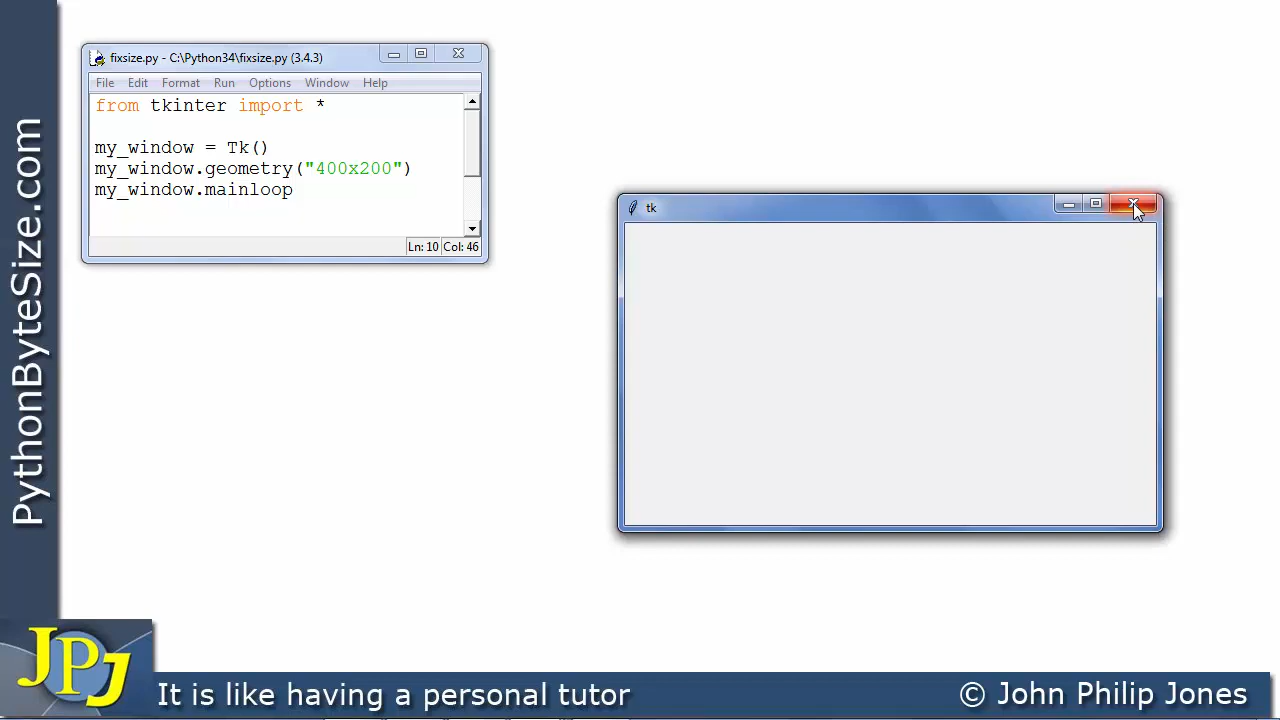 PythonByteSize.com
fixsize.py - C:\Python34\fixsize.py (3.4.3)
File Edit Format Run Options Window Help
from tkinter import *
my_window = Tk()
my_window.geometry("400x200")
my_window.mainloop
Ln: 10 Col: 46
tk
JPJ
It is like having a personal tutor
© John Philip Jones